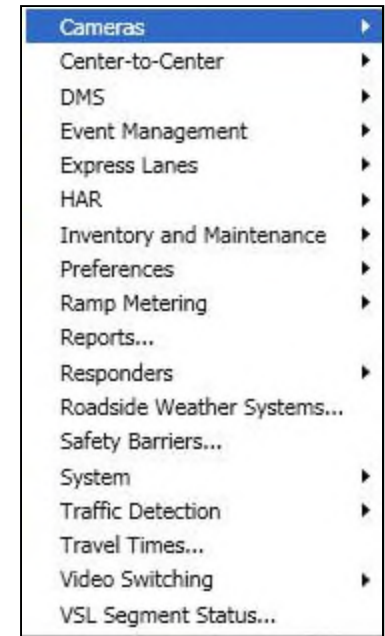 Cameras
Center-to-Center
DMS
Event Management
Express Lanes
HAR
Inventory and Maintenance
Preferences
Ramp Metering
Reports...
Responders
Roadside Weather Systems...
Safety Barriers...
System
Traffic Detection
Travel Times...
Video Switching
VSL Segment Status...